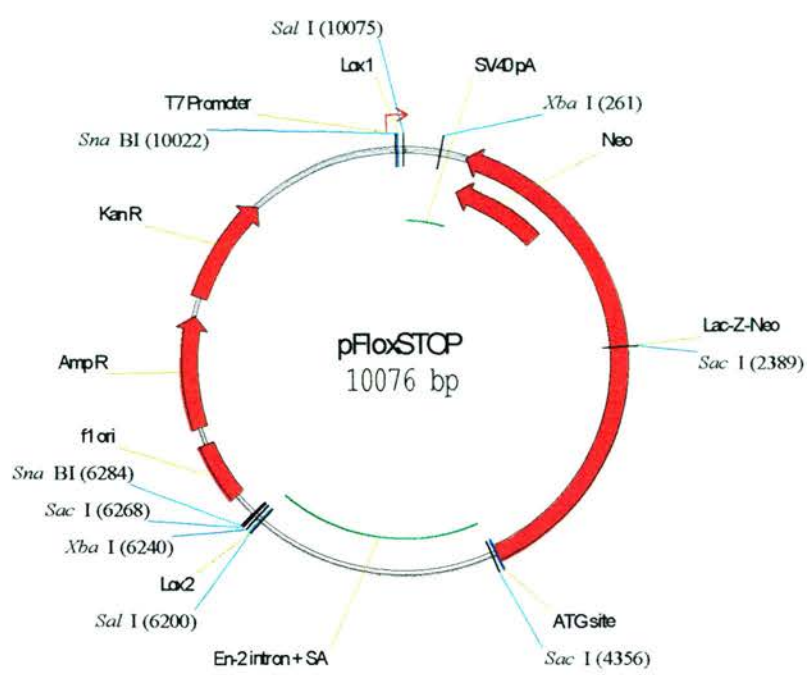 Sal I (10075)
Lox1
SV40 pA
T7 Promoter
Xba I (261)
Sna BI (10022)
Neo
Kan R
Lac-Z-Neo
pFloxSTOP
Sac I (2389)
10076 bp
Amp R
f1 ori
Sna BI (6284)
Sac I (6268)
Xba I (6240)
Lox2
Sal I (6200)
ATG site
En-2 intron + SA
Sac I (4356)